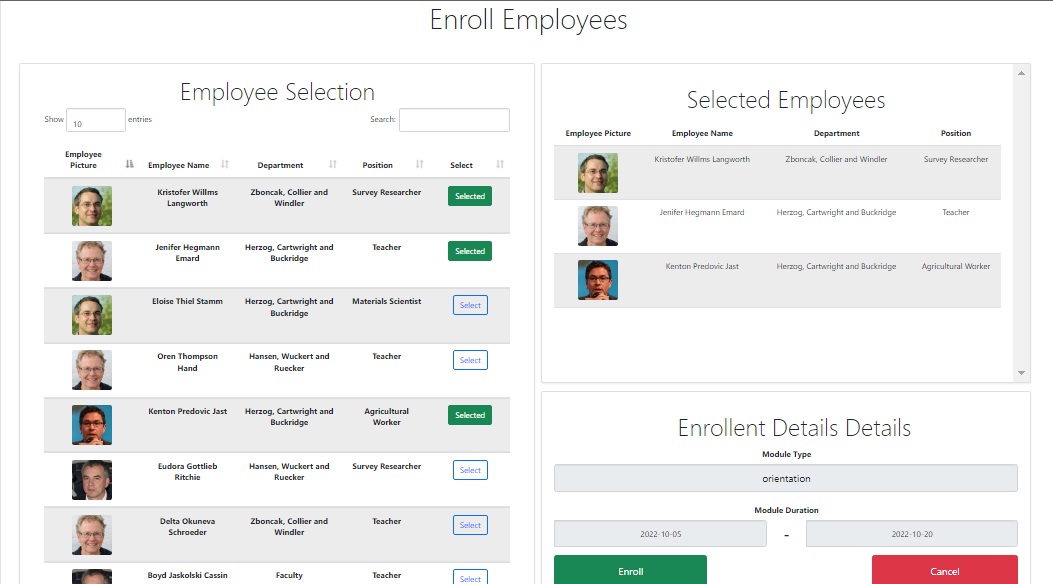 Enroll Employees
Employee Selection
Show 10 entries
Search:
Employee Picture Employee Name Department Position Select
Kristofer Willms Langworth Zboncak, Collier and Windler Survey Researcher Selected
Jenifer Hegmann Emard Herzog, Cartwright and Buckridge Teacher Selected
Eloise Thiel Stamm Herzog, Cartwright and Buckridge Materials Scientist Select
Oren Thompson Hand Hansen, Wuckert and Ruecker Teacher Select
Kenton Predovic Jast Herzog, Cartwright and Buckridge Agricultural Worker Selected
Eudora Gottlieb Ritchie Hansen, Wuckert and Ruecker Survey Researcher Select
Delta Okuneva Schroeder Zboncak, Collier and Windler Teacher Select
Boyd Jaskolski Cassin Faculty Teacher Select
Selected Employees
Employee Picture Employee Name Department Position
Kristofer Willms Langworth Zboncak, Collier and Windler Survey Researcher
Jenifer Hegmann Emard Herzog, Cartwright and Buckridge Teacher
Kenton Predovic Jast Herzog, Cartwright and Buckridge Agricultural Worker
Enrollent Details Details
Module Type
orientation
Module Duration
2022-10-05 - 2022-10-20
Enroll Cancel